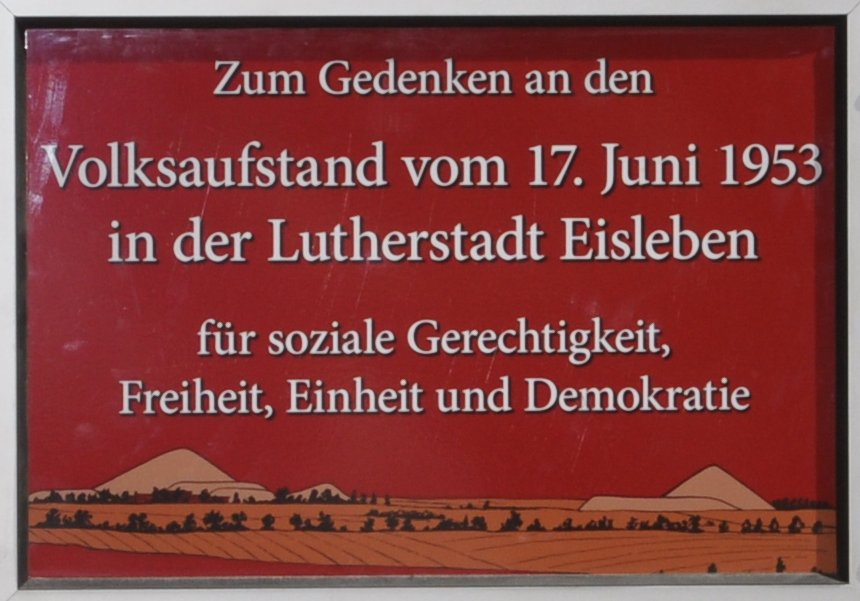 Zum Gedenken an den
Volksaufstand vom 17. Juni 1953
in der Lutherstadt Eisleben
für soziale Gerechtigkeit,
Freiheit, Einheit und Demokratie